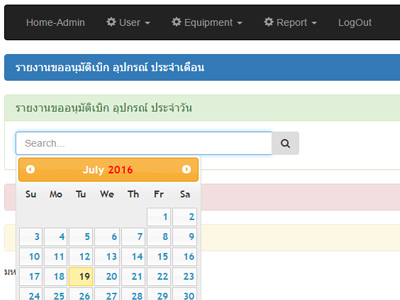 Home-Admin User Equipment Report LogOut
รายงานขออนุมัติเบิก อุปกรณ์ ประจำเดือน
รายงานขออนุมัติเบิก อุปกรณ์ ประจำวัน
Search...
July 2016
Su Mo Tu We Th Fr Sa
1 2
3 4 5 6 7 8 9
10 11 12 13 14 15 16
17 18 19 20 21 22 23
24 25 26 27 28 29 30
มห